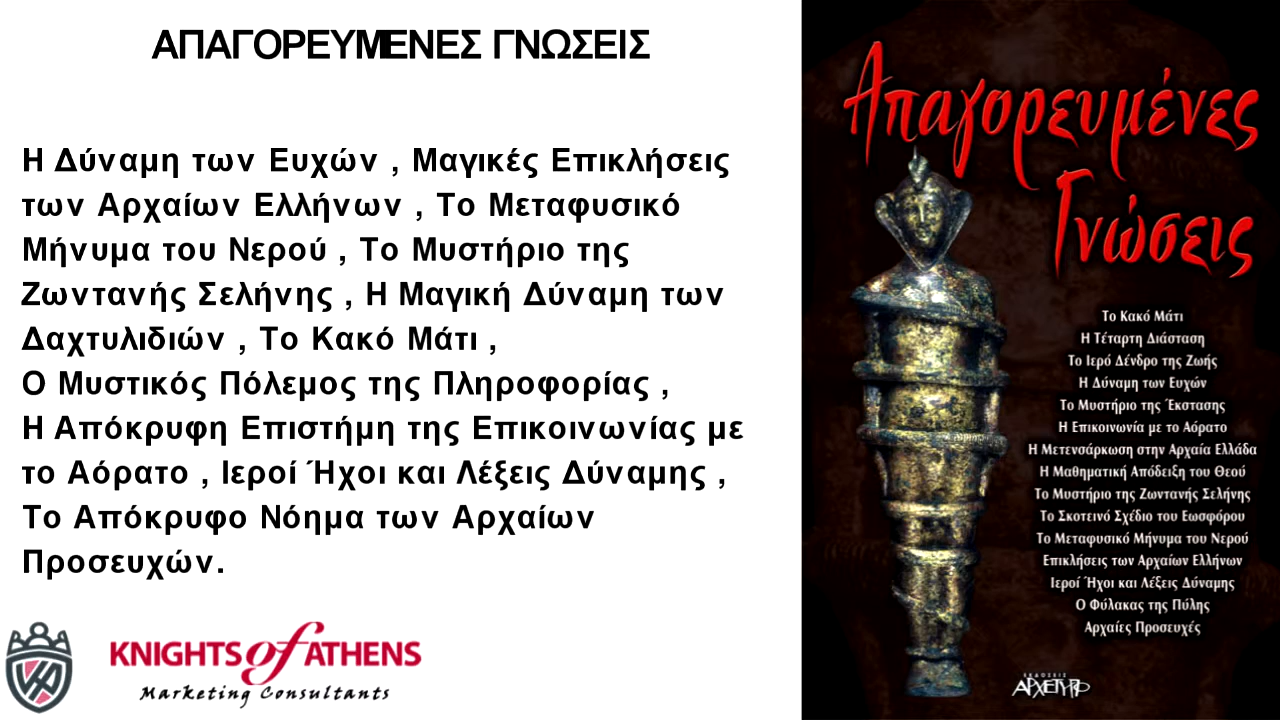 ΑΠΑΓΟΡΕΥΜΕΝΕΣ ΓΝΩΣΕΙΣ
Η Δύναμη των Ευχών , Μαγικές Επικλήσεις
των Αρχαίων Ελλήνων , Το Μεταφυσικό
Μήνυμα του Νερού , Το Μυστήριο της
Ζωντανής Σελήνης , Η Μαγική Δύναμη των
Δαχτυλιδιών , Το Κακό Μάτι ,
Ο Μυστικός Πόλεμος της Πληροφορίας ,
Η Απόκρυφη Επιστήμη της Επικοινωνίας με
το Αόρατο , Ιεροί Ήχοι και Λέξεις Δύναμης ,
Το Απόκρυφο Νόημα των Αρχαίων
Προσευχών.
KNIGHTS of ATHENS
Marketing Consultants
Απαγορευμένες
Γνώσεις
Το Κακό Μάτι
Η Τέταρτη Διάσταση
Το Ιερό Δένδρο της Ζωής
Η Δύναμη των Ευχών
Το Μυστήριο της Έκστασης
Η Επικοινωνία με το Αόρατο
Η Μετενσάρκωση στην Αρχαία Ελλάδα
Η Μαθηματική Απόδειξη του Θεού
Το Μυστήριο της Ζωντανής Σελήνης
Το Σκοτεινό Σχέδιο του Εωσφόρου
Το Μεταφυσικό Μήνυμα του Νερού
Επικλήσεις των Αρχαίων Ελλήνων
Ιεροί Ήχοι και Λέξεις Δύναμης
Ο Φύλακας της Πύλης
Αρχαίες Προσευχές
ΕΚΔΟΣΕΙΣ
ΑΡΧΕΤΥΠΟ